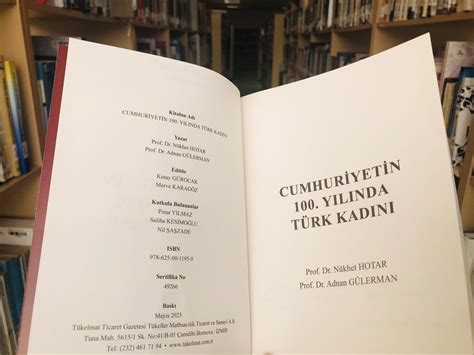 Kitabın Adı
CUMHURİYETİN 100. YILINDA TÜRK KADINI
Yazar
Prof. Dr. Nükhet HOTAR
Prof. Dr. Adnan GÜLERMAN
Editör
Kutay GÜROCAK
Merve KARAGÖZ
Katkıda Bulunanlar
Pınar YILMAZ
Saliha KESİMOĞLU
Nil ŞAŞZADE
ISBN
978-625-00-1195-9
Sertifika No
49266
Baskı
Mayıs 2023
Tükelmat Ticaret Gazetesi Tükeller Matbaacılık Ticaret ve Sanayi A.Ş.
Tuna Mah. 5615/1 Sk. No:41/B-01 Çamdibi Bornova/ İZMİR
Tel: (232) 461 71 94 - www.tukelmat.com.tr
CUMHURİYETİN
100. YILINDA
TÜRK KADINI
Prof. Dr. Nükhet HOTAR
Prof. Dr. Adnan GÜLERMAN